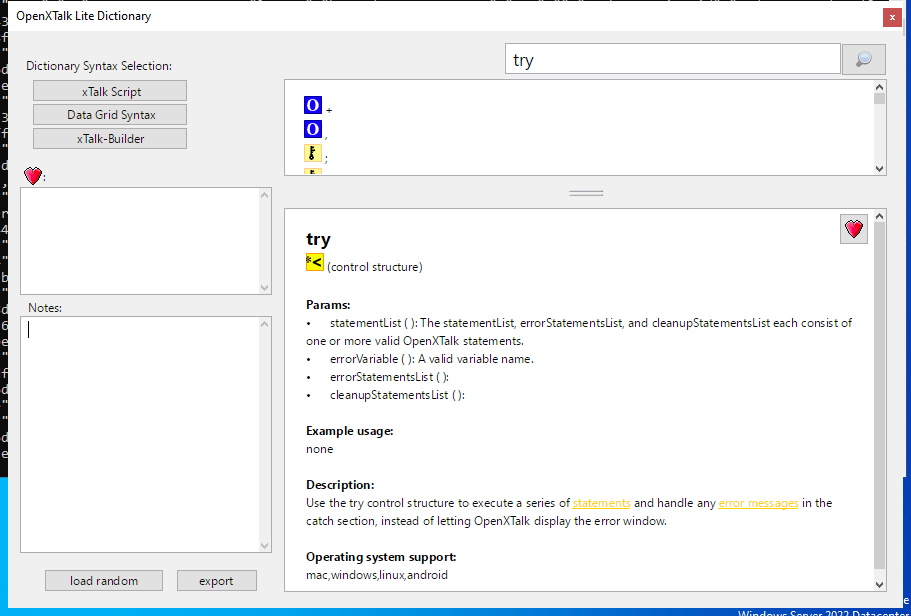 OpenXTalk Lite Dictionary
x
Dictionary Syntax Selection:
xTalk Script
Data Grid Syntax
xTalk-Builder
:
Notes:
load random
export
try
O +
O ,
;
try
*< (control structure)
Params:
• statementList ( ): The statementList, errorStatementsList, and cleanupStatementsList each consist of
one or more valid OpenXTalk statements.
• errorVariable ( ): A valid variable name.
• errorStatementsList ( ):
• cleanupStatementsList ( ):
Example usage:
none
Description:
Use the try control structure to execute a series of statements and handle any error messages in the
catch section, instead of letting OpenXTalk display the error window.
Operating system support:
mac,windows,linux,android
Windows Server 2022 Datacenter